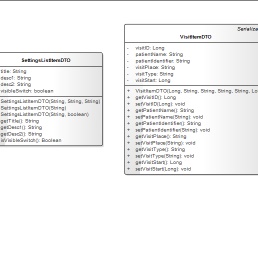 SettingsListItemDTO
title: String
desc1: String
desc2: String
visibleSwitch: boolean
SettingsListItemDTO(String, String, String)
SettingsListItemDTO(String)
SettingsListItemDTO(String, boolean)
getTitle(): String
getDesc1(): String
getDesc2(): String
isVisibleSwitch(): Boolean
Serializa
VisitItemDTO
- visitID: Long
- patientName: String
- patientIdentifier: String
- visitPlace: String
- visitType: String
- visitStart: Long
+ VisitItemDTO(Long, String, String, String, String, Lo
+ getVisitID(): Long
+ setVisitID(Long): void
+ getPatientName(): String
+ setPatientName(String): void
+ getPatientIdentifier(): String
+ setPatientIdentifier(String): void
+ getVisitPlace(): String
+ setVisitPlace(String): void
+ getVisitType(): String
+ setVisitType(String): void
+ getVisitStart(): Long
+ setVisitStart(Long): void